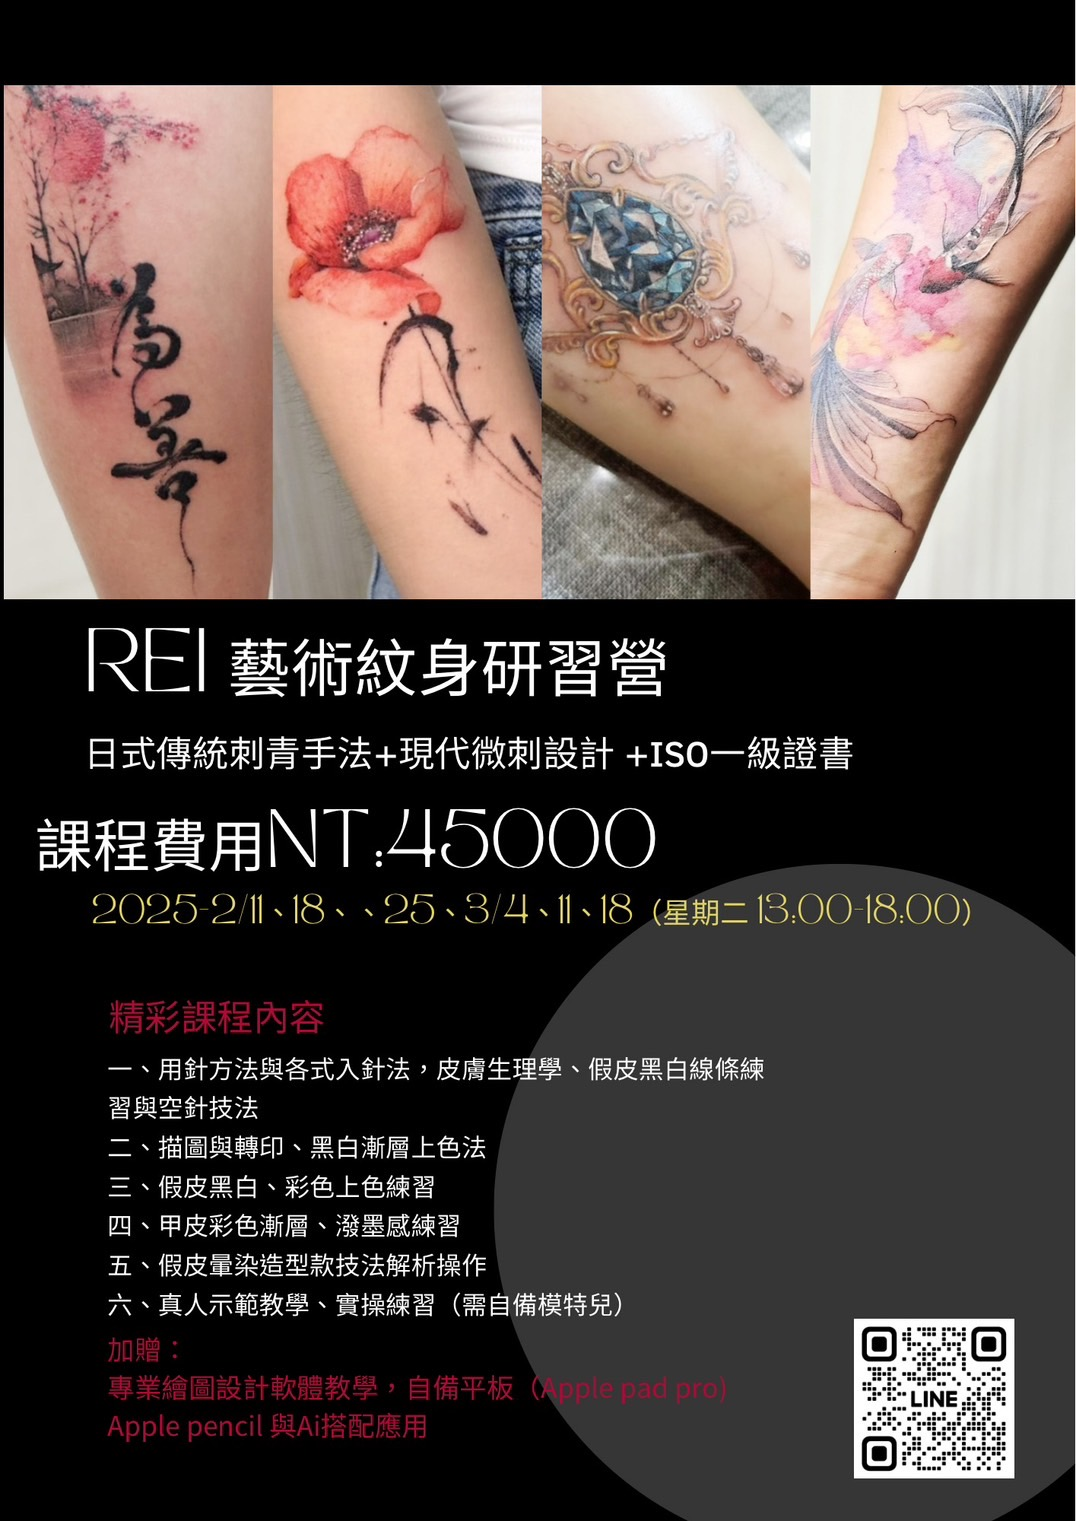 為
善
REI 藝術紋身研習營
日式傳統刺青手法+現代微刺設計 +ISO一級證書
課程費用NT.:45000
2025-2/11、18、、25、3/4、11、18（星期二 13:00-18:00）
精彩課程內容
一、用針方法與各式入針法，皮膚生理學、假皮黑白線條練
習與空針技法
二、描圖與轉印、黑白漸層上色法
三、假皮黑白、彩色上色練習
四、甲皮彩色漸層、潑墨感練習
五、假皮暈染造型款技法解析操作
六、真人示範教學、實操練習（需自備模特兒）
加贈：
專業繪圖設計軟體教學，自備平板（Apple pad pro)
Apple pencil 與Ai搭配應用
LINE